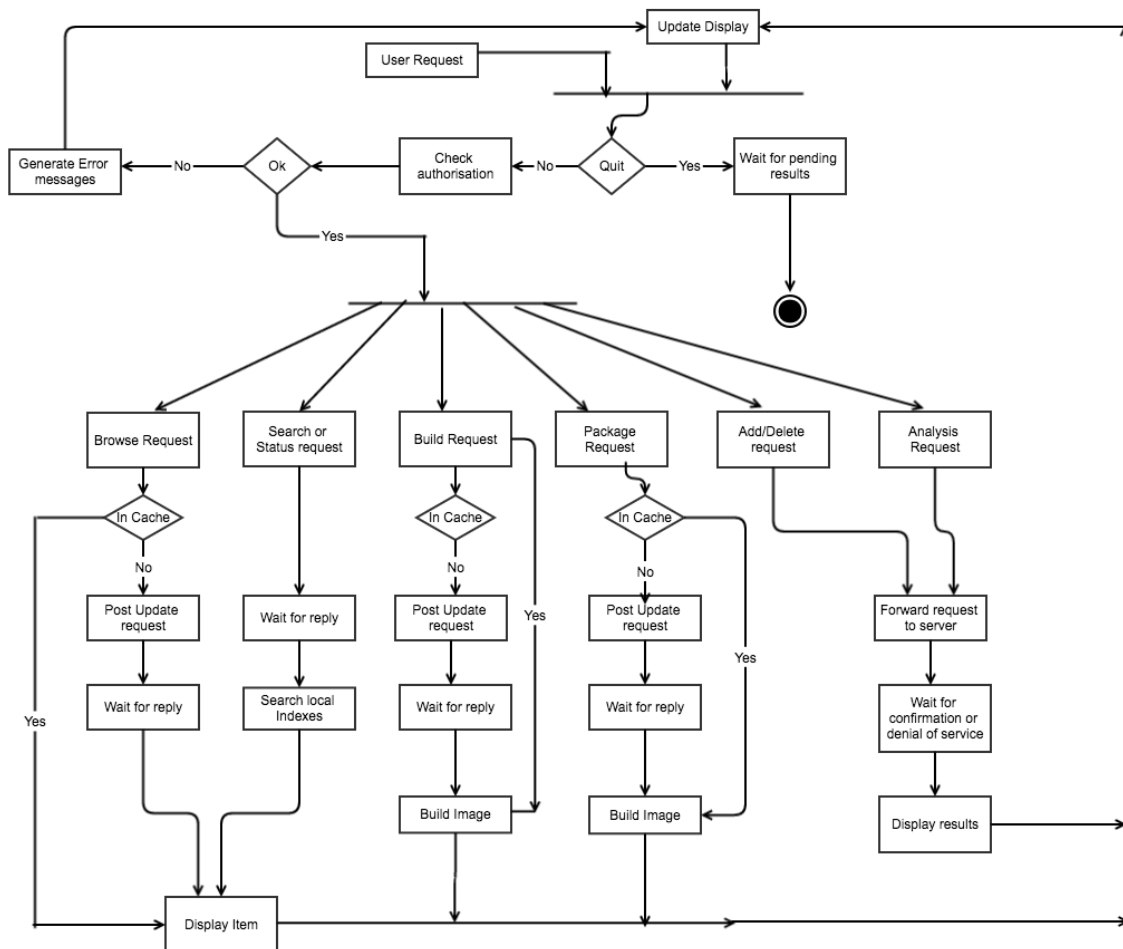 Update Display
User Request
Generate Error
messages
No
Ok
Check
authorisation
No
Quit
Yes
Wait for pending
results
Yes
Browse Request
Search or
Status request
Build Request
Package
Request
Add/Delete
request
Analysis
Request
In Cache
In Cache
In Cache
No
No
No
Post Update
request
Wait for reply
Post Update
request
Yes
Post Update
request
Yes
Forward request
to server
Yes
Wait for reply
Search local
Indexes
Wait for reply
Wait for reply
Wait for
confirmation or
denial of service
Build Image
Build Image
Display results
Display Item